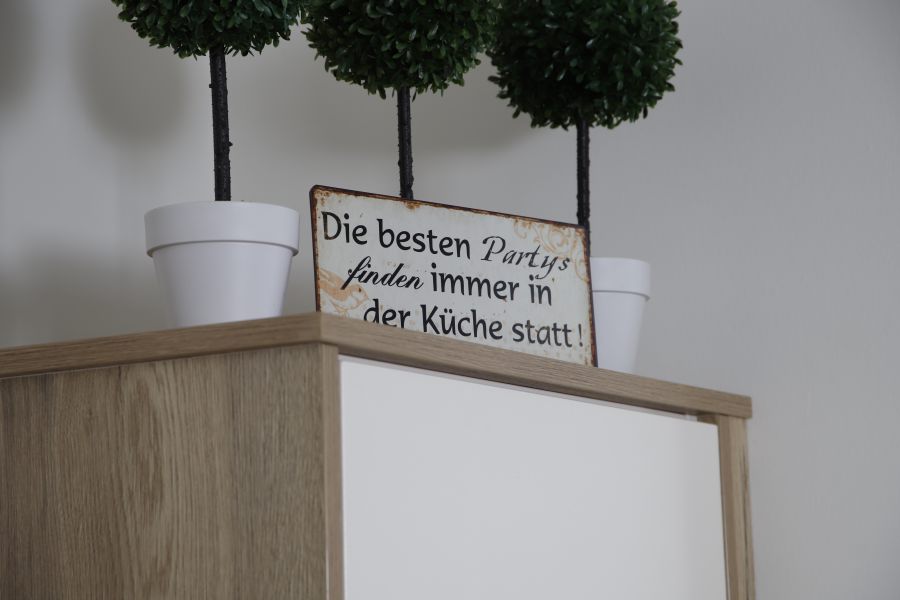 Die besten Partys
finden immer in
der Küche statt!